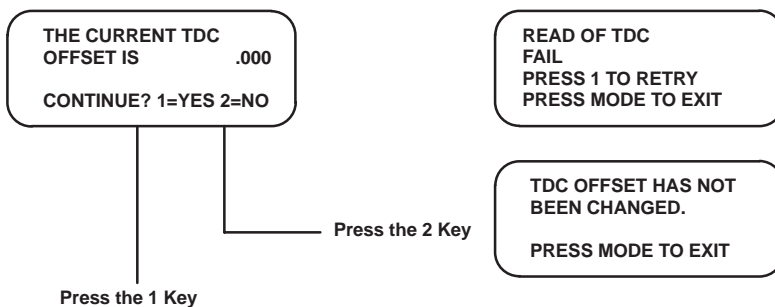 THE CURRENT TDC
OFFSET IS .000
CONTINUE? 1=YES 2=NO
READ OF TDC
FAIL
PRESS 1 TO RETRY
PRESS MODE TO EXIT
TDC OFFSET HAS NOT
BEEN CHANGED.
PRESS MODE TO EXIT
Press the 2 Key
Press the 1 Key